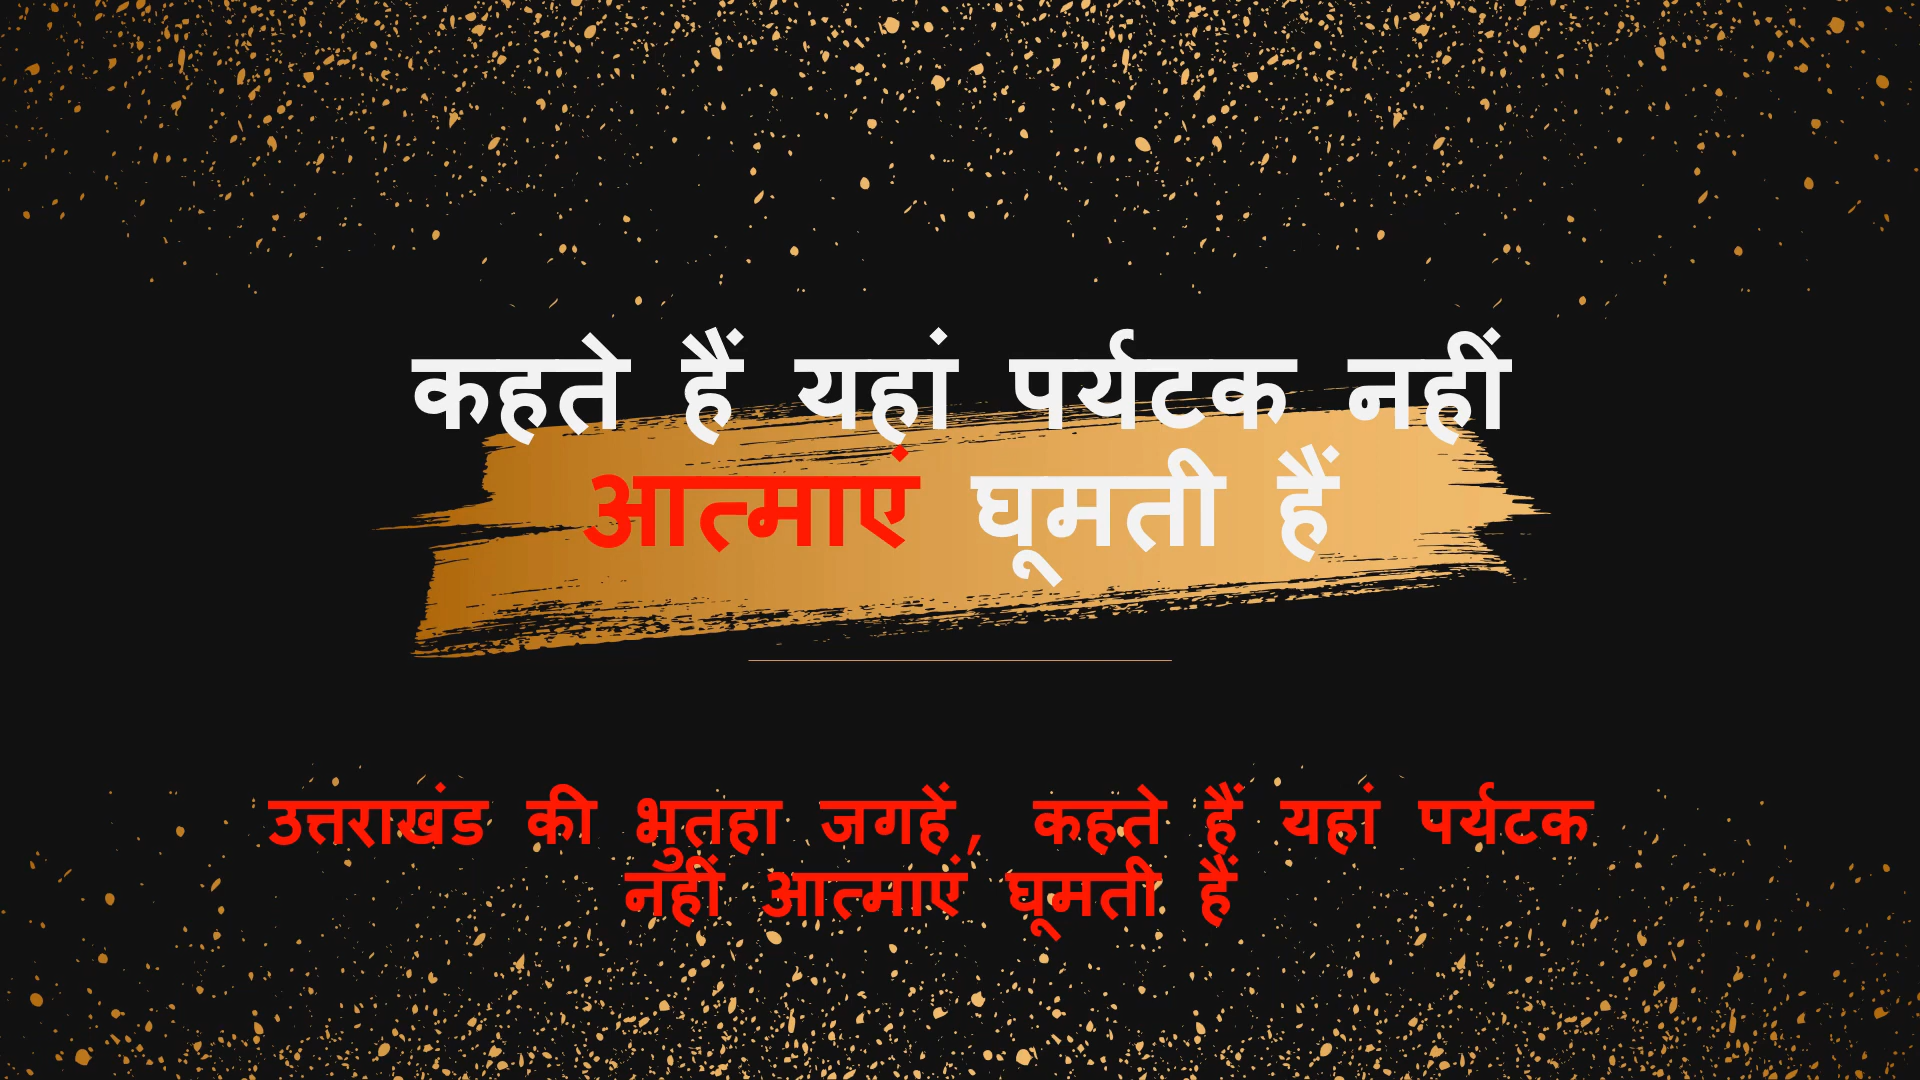 कहते हैं यहां पर्यटक नहीं
आत्माएं घूमती हैं
उत्तराखंड की भुतहा जगहें, कहते हैं यहां पर्यटक
नहीं आत्माएं घूमती हैं